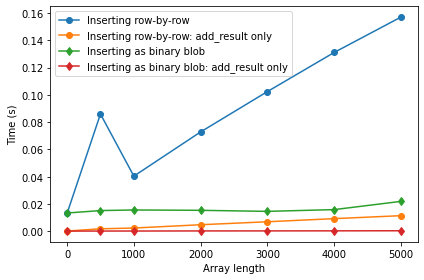 0.16
0.14
0.12
0.10
0.08
0.06
0.04
0.02
0.00
Time (s)
Inserting row-by-row
Inserting row-by-row: add_result only
Inserting as binary blob
Inserting as binary blob: add_result only
0 1000 2000 3000 4000 5000
Array length